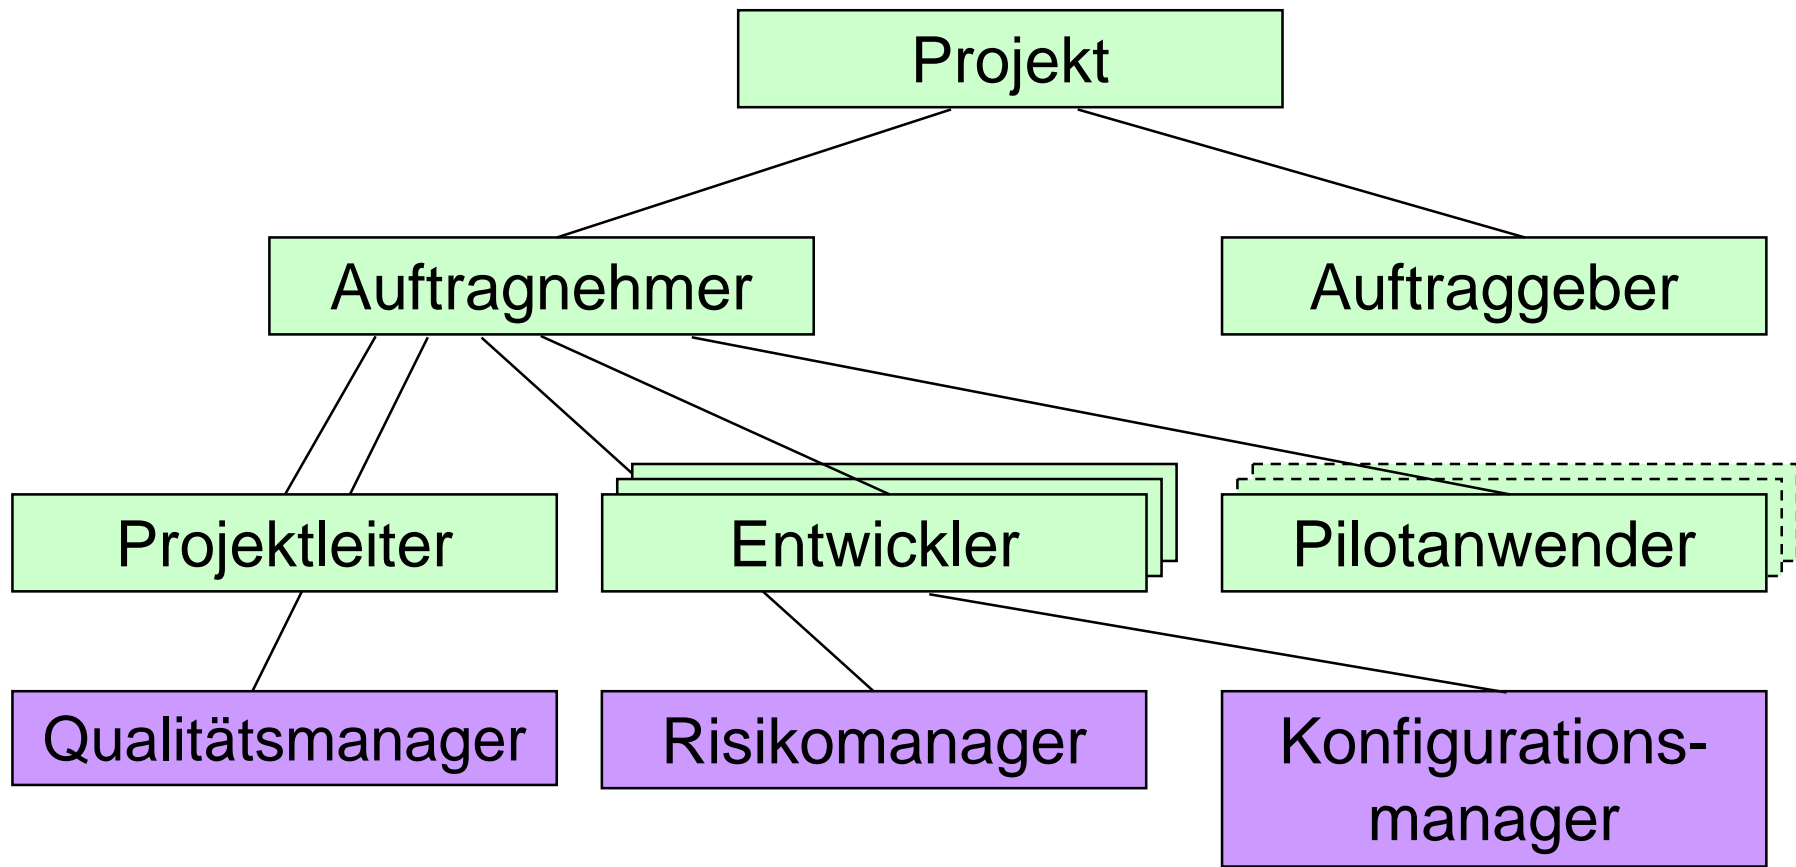 Projekt
Auftragnehmer
Auftraggeber
Projektleiter
Entwickler
Pilotanwender
Qualitätsmanager
Risikomanager
Konfigurations-
manager